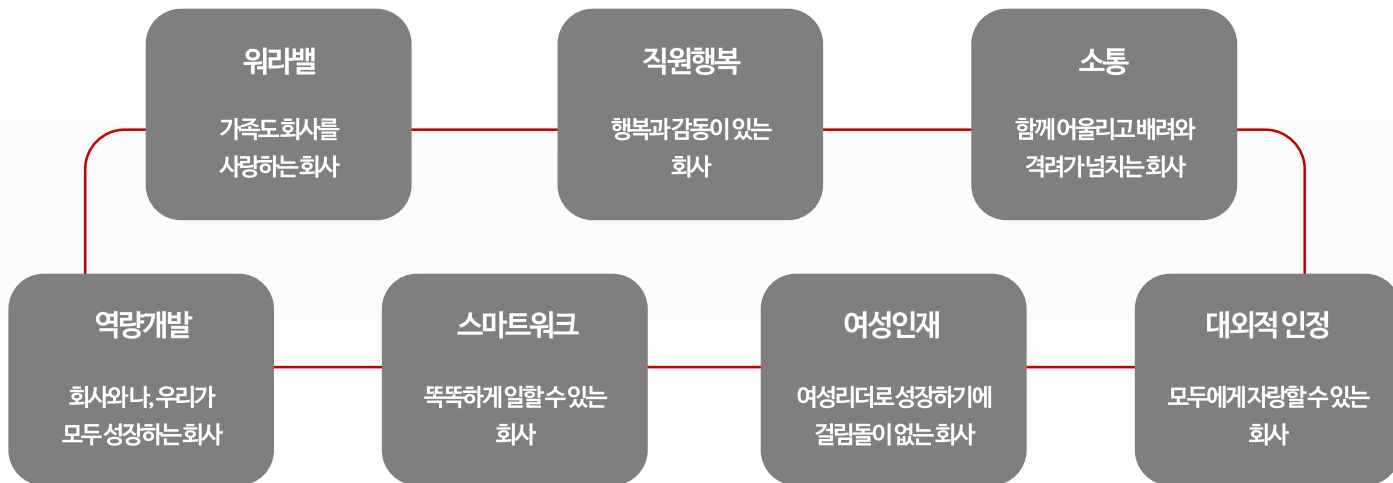 워라밸
가족도 회사를
사랑하는 회사
직원행복
행복과 감동이 있는
회사
소통
함께 어울리고 배려와
격려가 넘치는 회사
역량개발
회사와 나, 우리가
모두 성장하는 회사
스마트워크
똑똑하게 일할 수 있는
회사
여성인재
여성리더로 성장하기에
걸림돌이 없는 회사
대외적 인정
모두에게 자랑할 수 있는
회사